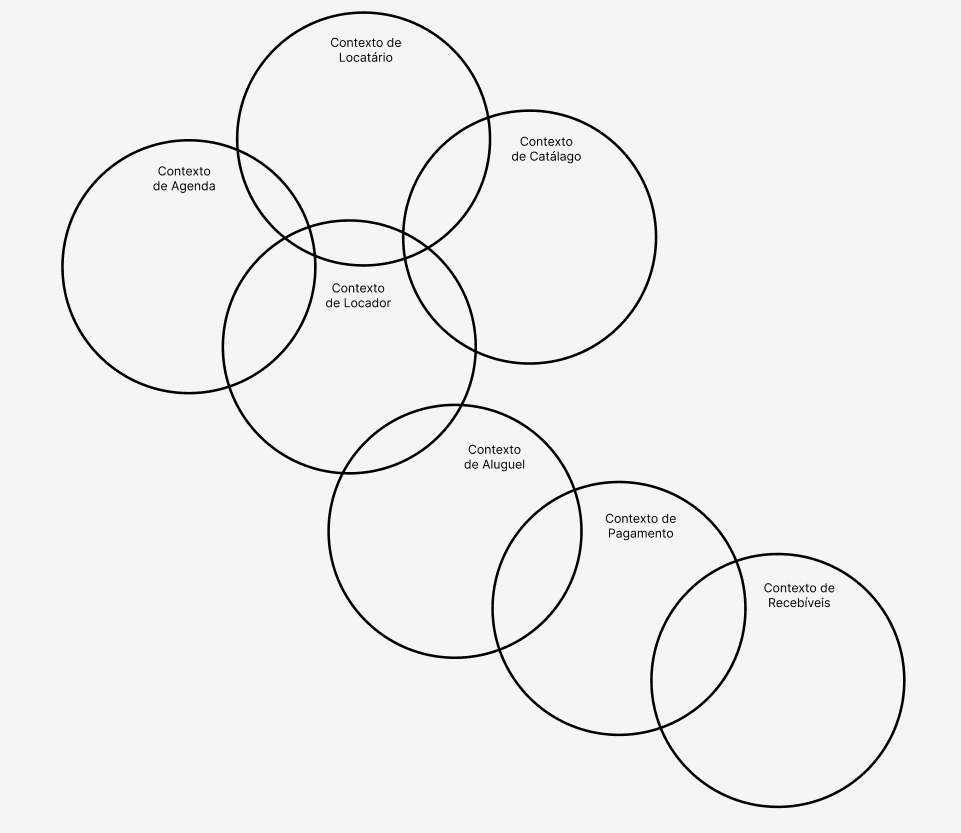 Contexto de
Locatário
Contexto
de Catálago
Contexto
de Agenda
Contexto
de Locador
Contexto
de Aluguel
Contexto de
Pagamento
Contexto de
Recebíveis